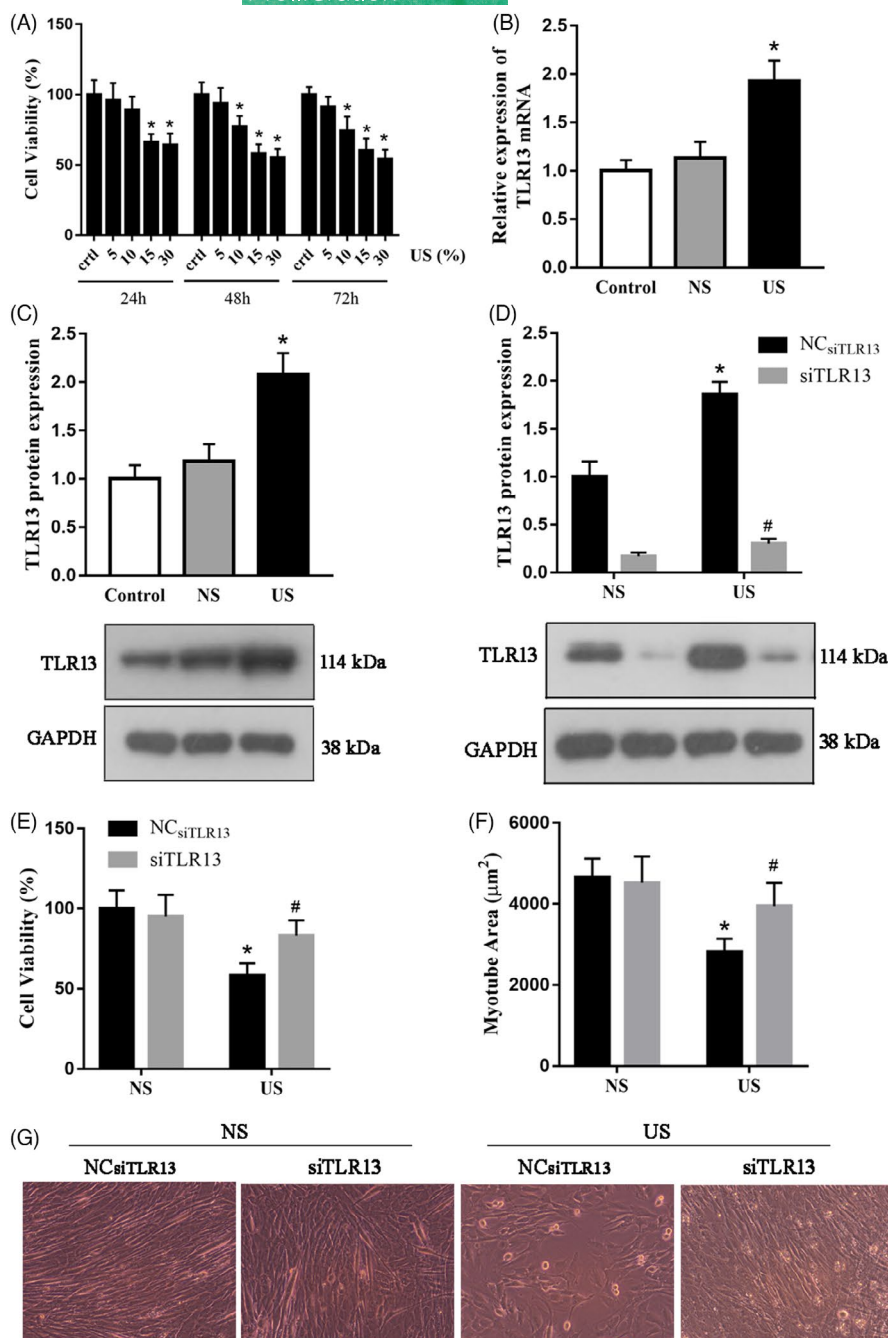 (A)
Cell Viability (%)
150
100
50
0
* * * * * * * *
crtl 5 10 15 30 crtl 5 10 15 30 crtl 5 10 15 30
US (%)
24h 48h 72h
(B)
Relative expression of
TLR13 mRNA
2.5
2.0
1.5
1.0
0.5
0.0
*
Control NS US
(C)
TLR13 protein expression
2.5
2.0
1.5
1.0
0.5
0.0
*
Control NS US
TLR13 114 kDa
GAPDH 38 kDa
(D)
TLR13 protein expression
2.5
2.0
1.5
1.0
0.5
0.0
NCsiTLR13
siTLR13
*
#
NS US
TLR13 114 kDa
GAPDH 38 kDa
(E)
Cell Viability (%)
150
100
50
0
NCsiTLR13
siTLR13
*
#
NS US
(F)
Myotube Area (μm²)
6000
4000
2000
0
*
#
NS US
(G)
NS US
NCsiTLR13 siTLR13 NCsiTLR13 siTLR13